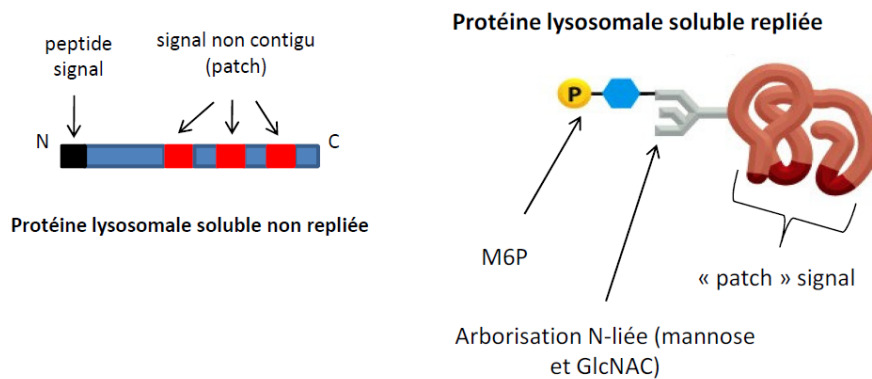 peptide
signal
signal non contigu
(patch)
N
C
Protéine lysosomale soluble non repliée
Protéine lysosomale soluble repliée
P
M6P
« patch » signal
Arborisation N-liée (mannose
et GlcNAC)